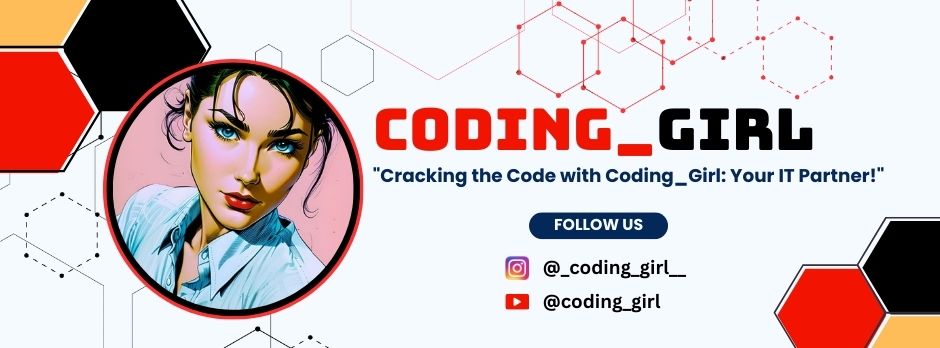 CODING_GIRL
"Cracking the Code with Coding_Girl: Your IT Partner!"
FOLLOW US
@_coding_girl__
@coding_girl